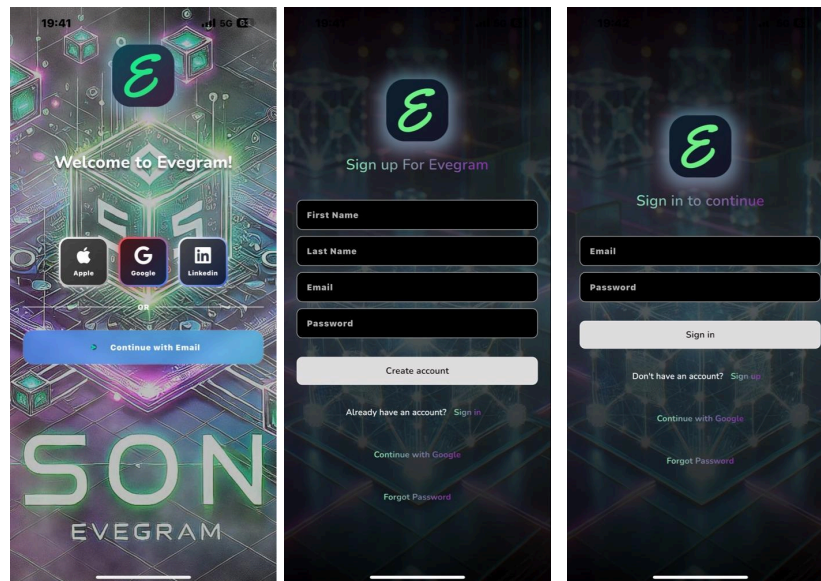 19:41
5G
E
Welcome to Evegram!
Apple
Google
Linkedin
OR
Continue with Email
SON
EVEGRAM
E
Sign up For Evegram
First Name
Last Name
Email
Password
Create account
Already have an account? Sign in
Continue with Google
Forgot Password
E
Sign in to continue
Email
Password
Sign in
Don't have an account? Sign up
Continue with Google
Forgot Password